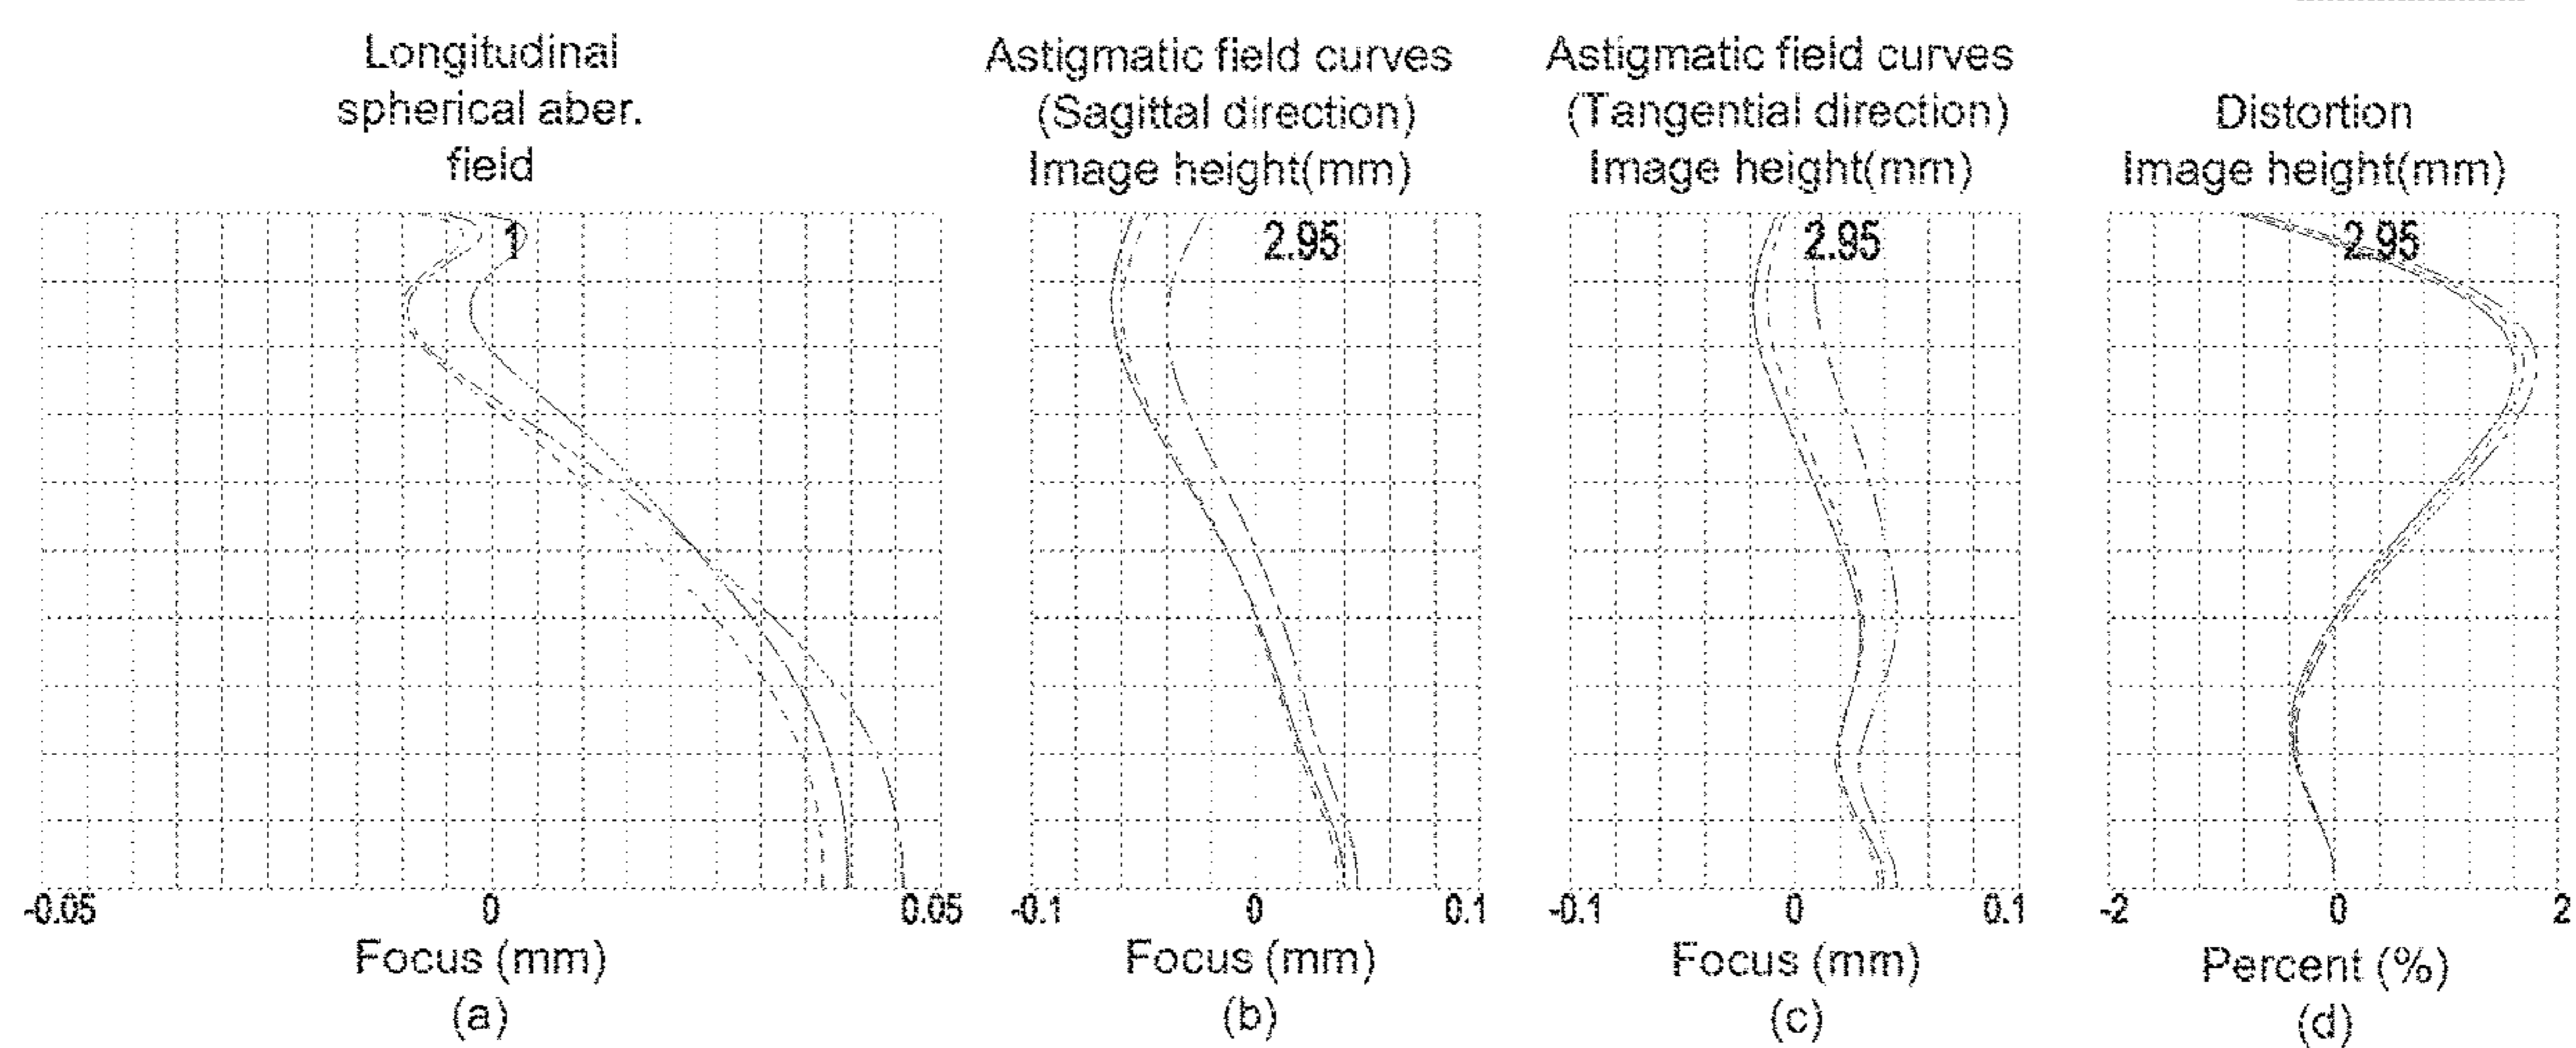 Longitudinal
spherical aber.
field
1
-0.05 0 0.05
Focus (mm)
(a)
Astigmatic field curves
(Sagittal direction)
Image height(mm)
2.95
-0.1 0 0.1
Focus (mm)
(b)
Astigmatic field curves
(Tangential direction)
Image height(mm)
2.95
-0.1 0 0.1
Focus (mm)
(c)
Distortion
Image height(mm)
2.95
-2 0 2
Percent (%)
(d)